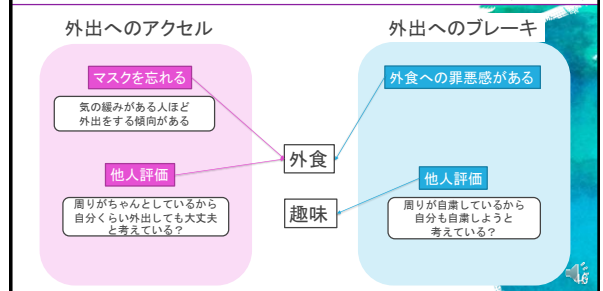 外出へのアクセル
マスクを忘れる
気の緩みがある人ほど
外出をする傾向がある
他人評価
周りがちゃんとしているから
自分くらい外出しても大丈夫
と考えている?
外食
趣味
外出へのブレーキ
外食への罪悪感がある
他人評価
周りが自粛しているから
自分も自粛しようと
考えている?